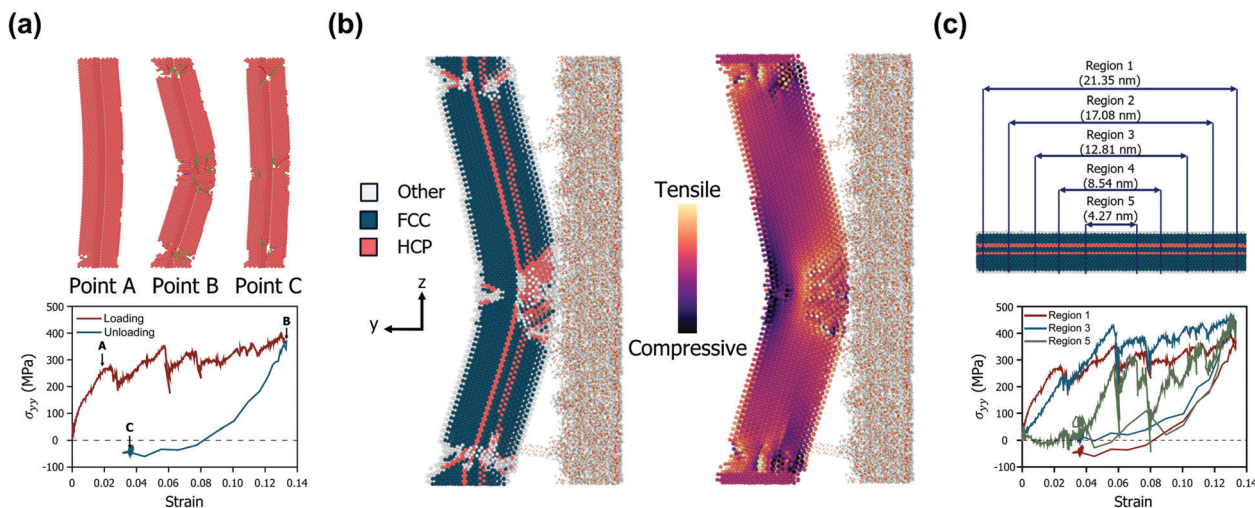 (a)
Point A Point B Point C
500
400
300
200
100
0
-100
σyy (MPa)
Loading
Unloading
A
B
C
0 0.02 0.04 0.06 0.08 0.10 0.12 0.14
Strain
(b)
Other
FCC
HCP
z
y
Tensile
Compressive
(c)
Region 1
(21.35 nm)
Region 2
(17.08 nm)
Region 3
(12.81 nm)
Region 4
(8.54 nm)
Region 5
(4.27 nm)
500
400
300
200
100
0
-100
σyy (MPa)
Region 1
Region 3
Region 5
0.00 0.02 0.04 0.06 0.08 0.10 0.12 0.14
Strain